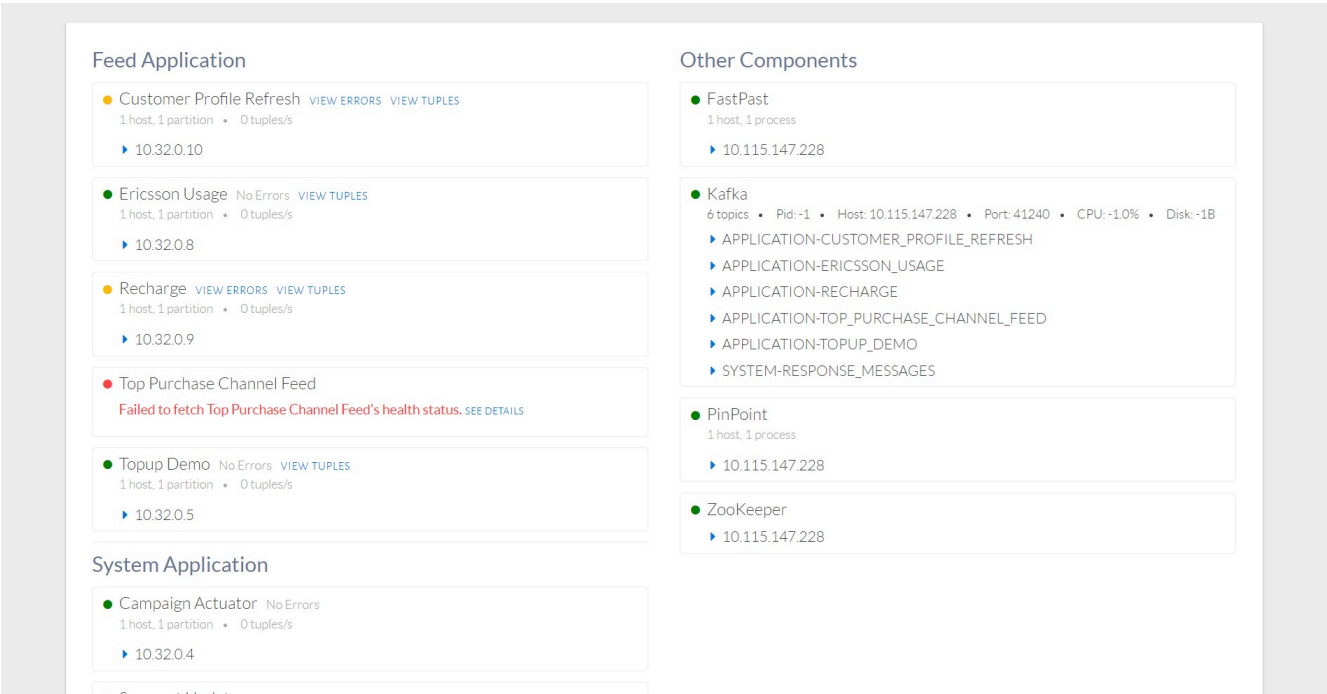 Feed Application
Customer Profile Refresh VIEW ERRORS VIEW TUPLES
1 host, 1 partition • 0 tuples/s
10.32.0.10
Ericsson Usage No Errors VIEW TUPLES
1 host, 1 partition • 0 tuples/s
10.32.0.8
Recharge VIEW ERRORS VIEW TUPLES
1 host, 1 partition • 0 tuples/s
10.32.0.9
Top Purchase Channel Feed
Failed to fetch Top Purchase Channel Feed's health status. SEE DETAILS
Topup Demo No Errors VIEW TUPLES
1 host, 1 partition • 0 tuples/s
10.32.0.5
System Application
Campaign Actuator No Errors
1 host, 1 partition • 0 tuples/s
10.32.0.4
Other Components
FastPast
1 host, 1 process
10.115.147.228
Kafka
6 topics • Pid: -1 • Host: 10.115.147.228 • Port: 41240 • CPU: -1.0% • Disk: -1B
APPLICATION-CUSTOMER_PROFILE_REFRESH
APPLICATION-ERICSSON_USAGE
APPLICATION-RECHARGE
APPLICATION-TOP_PURCHASE_CHANNEL_FEED
APPLICATION-TOPUP_DEMO
SYSTEM-RESPONSE_MESSAGES
PinPoint
1 host, 1 process
10.115.147.228
ZooKeeper
10.115.147.228